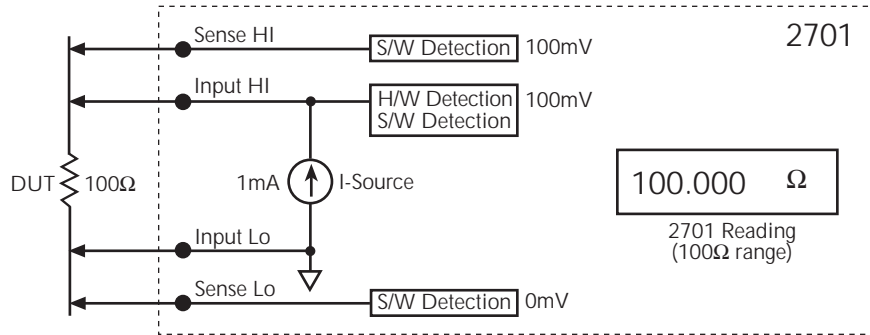 2701
Sense HI
S/W Detection 100mV
Input HI
H/W Detection 100mV
S/W Detection
DUT 100Ω
1mA I-Source
100.000 Ω
2701 Reading
(100Ω range)
Input Lo
Sense Lo
S/W Detection 0mV